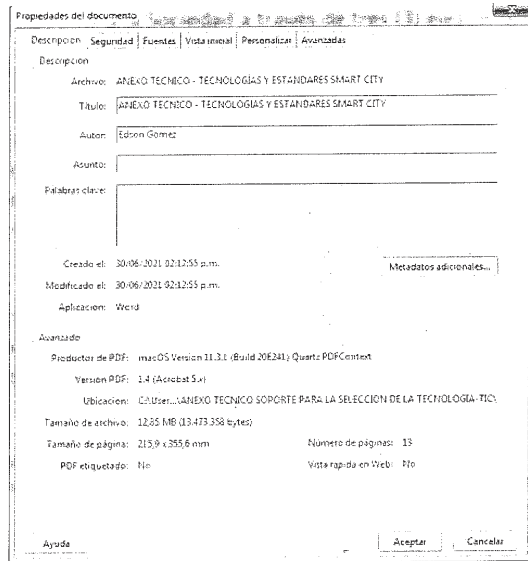 Propiedades del documento
Descripción Seguridad Fuentes Vista inicial Personalizar Avanzadas
Descripción
Archivo: ANEXO TECNICO - TECNOLOGÍAS Y ESTANDARES SMART CITY
Título: ANEXO TECNICO - TECNOLOGÍAS Y ESTANDARES SMART CITY
Autor: Edson Gomez
Asunto:
Palabras clave:
Creado el: 30/06/2021 02:12:55 p.m.
Metadatos adicionales...
Modificado el: 30/06/2021 02:12:55 p.m.
Aplicación: Word
Avanzado
Productor de PDF: macOS Version 11.3.1 (Build 20E241) Quartz PDFContext
Versión PDF: 1.4 (Acrobat 5.x)
Ubicación: C:\User...\ANEXO TECNICO SOPORTE PARA LA SELECCION DE LA TECNOLOGIA-TIC\
Tamaño de archivo: 12,85 MB (13.473.358 bytes)
Tamaño de página: 215,9 x 355,6 mm Número de páginas: 13
PDF etiquetado: No Vista rápida en Web: No
Ayuda Aceptar Cancelar